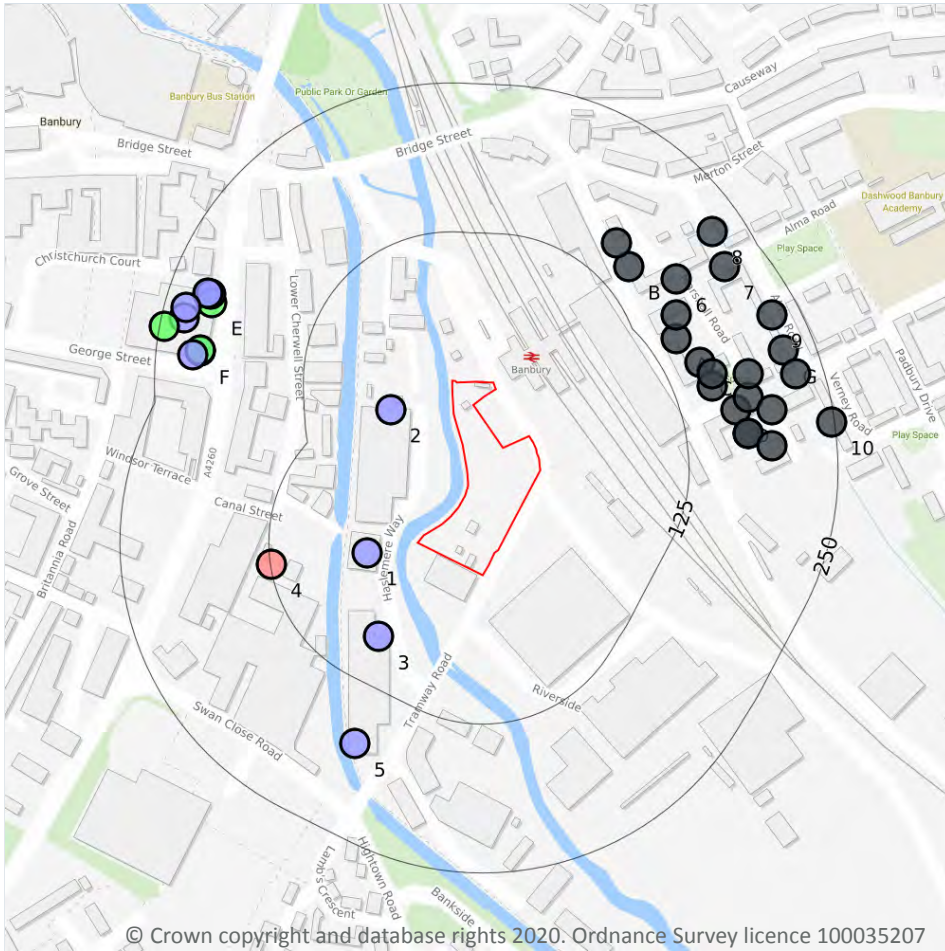 Causeway
Public Park Or Garden
Banbury Bus Station
Banbury
Bridge Street
Bridge Street
Merton Street
Dashwood Banbury
Academy
Alma Road
Play Space
Christchurch Court
8
B
7
6
E
Lower Cherwell Street
George Street
9
Banbury
F
G
Padbury Drive
Verney Road
2
10
Play Space
Windsor Terrace
A4260
Grove Street
Canal Street
125
Britannia Road
250
Haslemere Way
1
4
3
Tramway Road
Riverside
Swan Close Road
5
Hightown Road
Lamb's
Crescent
Bankside
© Crown copyright and database rights 2020. Ordnance Survey licence 100035207